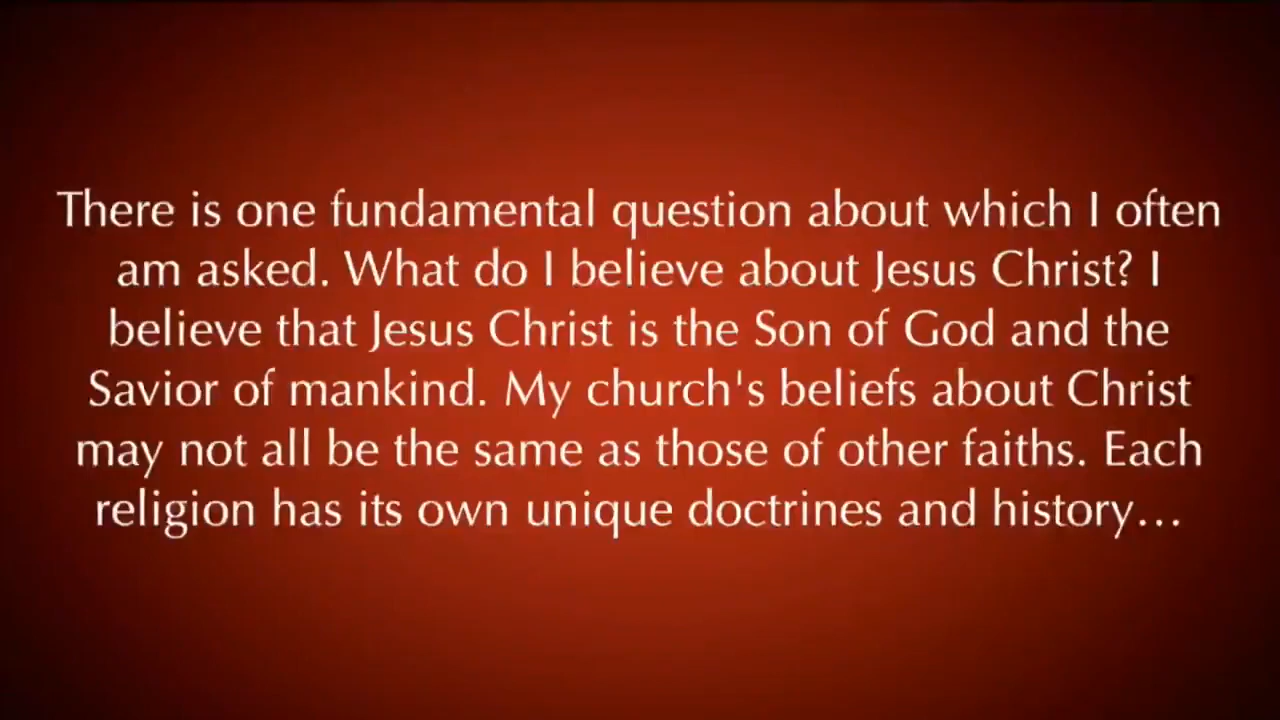 There is one fundamental question about which I often
am asked. What do I believe about Jesus Christ? I
believe that Jesus Christ is the Son of God and the
Savior of mankind. My church's beliefs about Christ
may not all be the same as those of other faiths. Each
religion has its own unique doctrines and history…